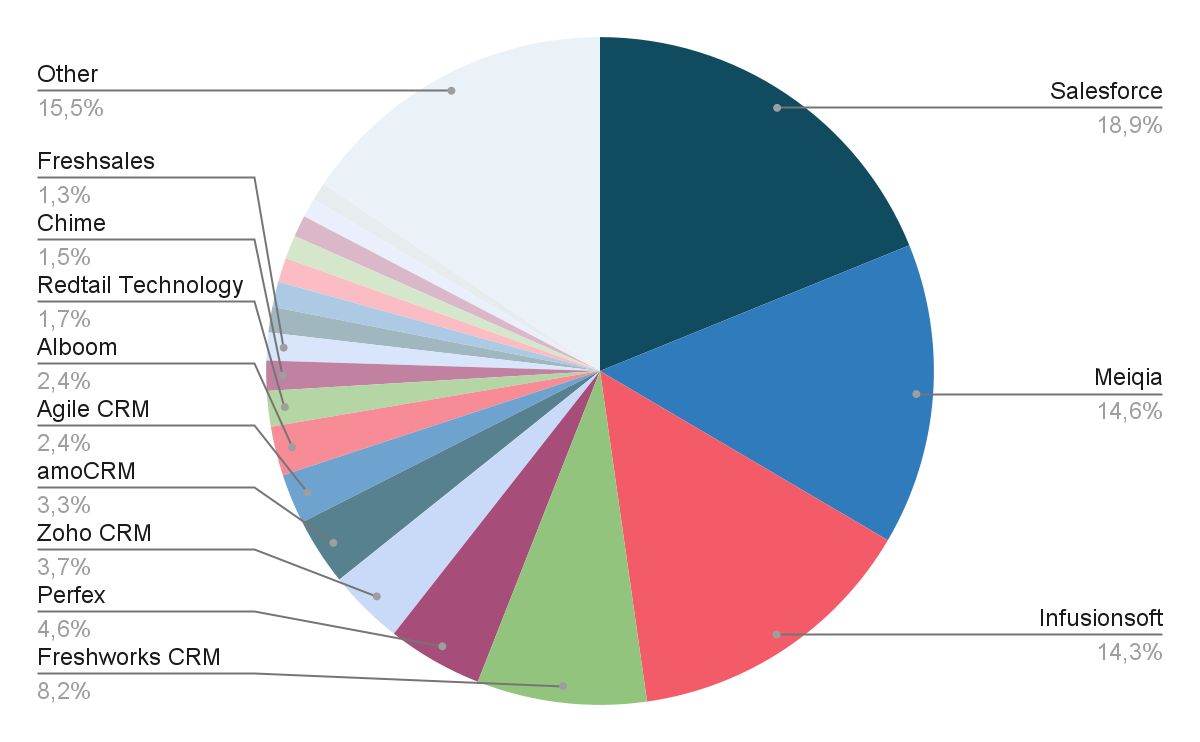 Other
15,5%
Freshsales
1,3%
Chime
1,5%
Redtail Technology
1,7%
Alboom
2,4%
Agile CRM
2,4%
amoCRM
3,3%
Zoho CRM
3,7%
Perfex
4,6%
Freshworks CRM
8,2%
Salesforce
18,9%
Meiqia
14,6%
Infusionsoft
14,3%